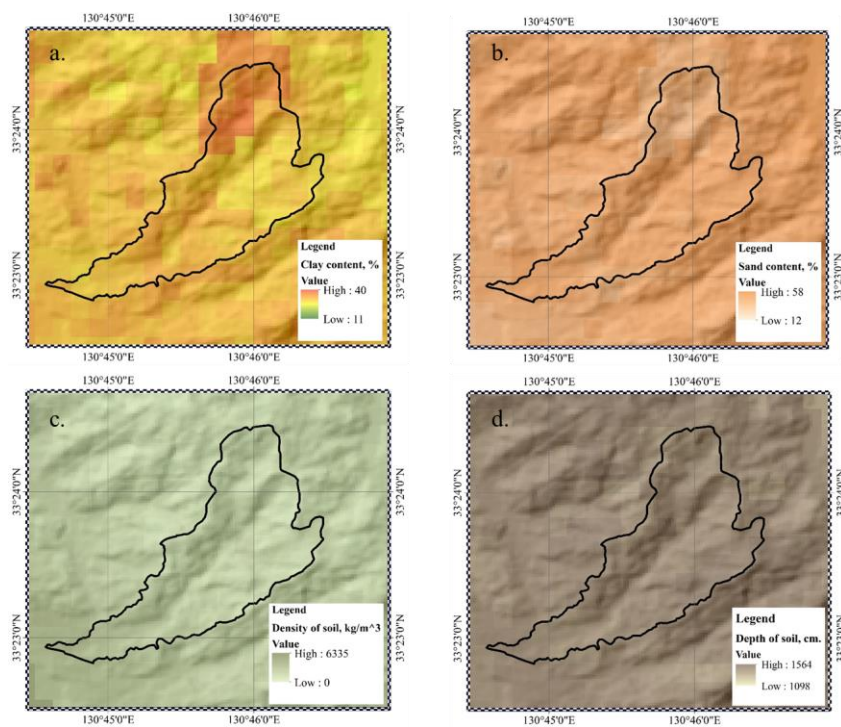 130°45'0"E 130°46'0"E
a.
33°24'0"N
33°23'0"N
Legend
Clay content, %
Value
High : 40
Low : 11
130°45'0"E 130°46'0"E
130°45'0"E 130°46'0"E
b.
33°24'0"N 33°24'0"N
33°23'0"N 33°23'0"N
Legend
Sand content, %
Value
High : 58
Low : 12
130°45'0"E 130°46'0"E
130°45'0"E 130°46'0"E
c.
33°24'0"N
33°23'0"N
Legend
Density of soil, kg/m^3
Value
High : 6335
Low : 0
130°45'0"E 130°46'0"E
130°45'0"E 130°46'0"E
d.
33°24'0"N 33°24'0"N
33°23'0"N 33°23'0"N
Legend
Depth of soil, cm.
Value
High : 1564
Low : 1098
130°45'0"E 130°46'0"E